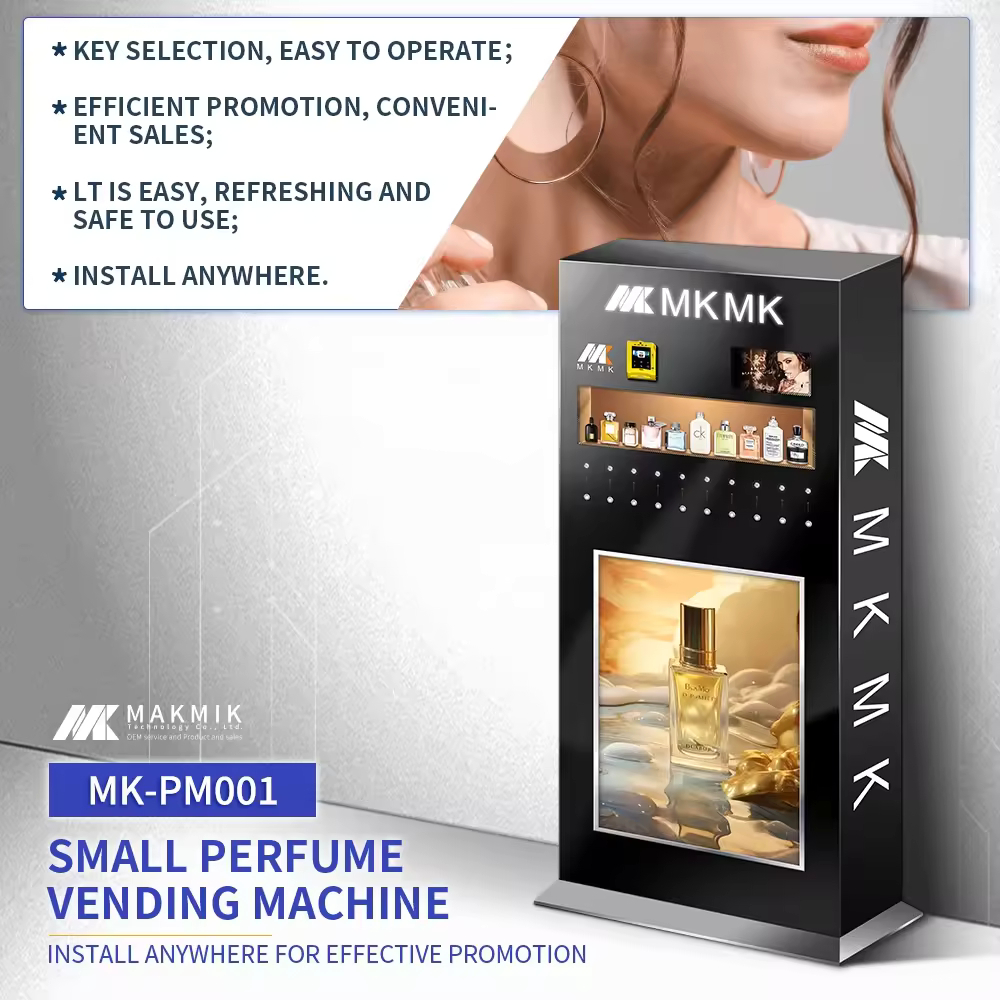 * KEY SELECTION, EASY TO OPERATE;
* EFFICIENT PROMOTION, CONVENI-
ENT SALES;
* LT IS EASY, REFRESHING AND
SAFE TO USE;
* INSTALL ANYWHERE.
MKMK
MKMK
ck
MKMK
MAKMIK
Technology Co., Ltd.
OEM service and Product and sales
MK-PM001
SMALL PERFUME
VENDING MACHINE
INSTALL ANYWHERE FOR EFFECTIVE PROMOTION